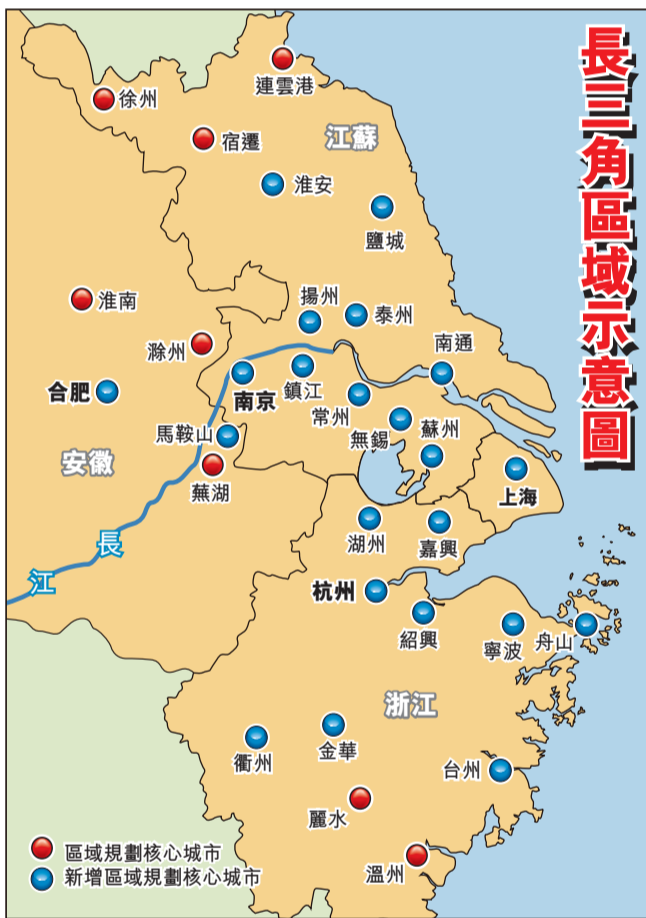 長三角區域示意圖
連雲港
徐州
宿遷
江蘇
淮安
鹽城
淮南
揚州
泰州
滁州
南通
合肥
南京
鎮江
常州
馬鞍山
無錫
蘇州
安徽
蕪湖
上海
長江
湖州
嘉興
杭州
紹興
寧波
舟山
浙江
衢州
金華
台州
麗水
溫州
區域規劃核心城市
新增區域規劃核心城市